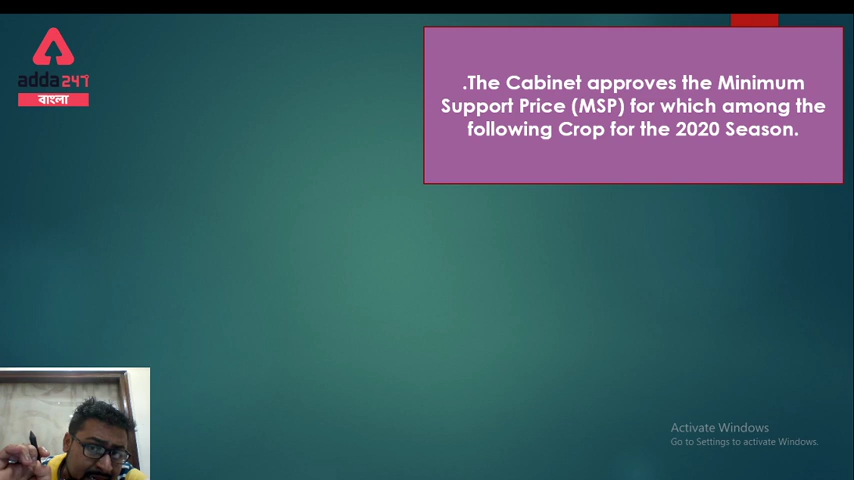 adda247
বাংলা
.The Cabinet approves the Minimum
Support Price (MSP) for which among the
following Crop for the 2020 Season.
Activate Windows
Go to Settings to activate Windows.